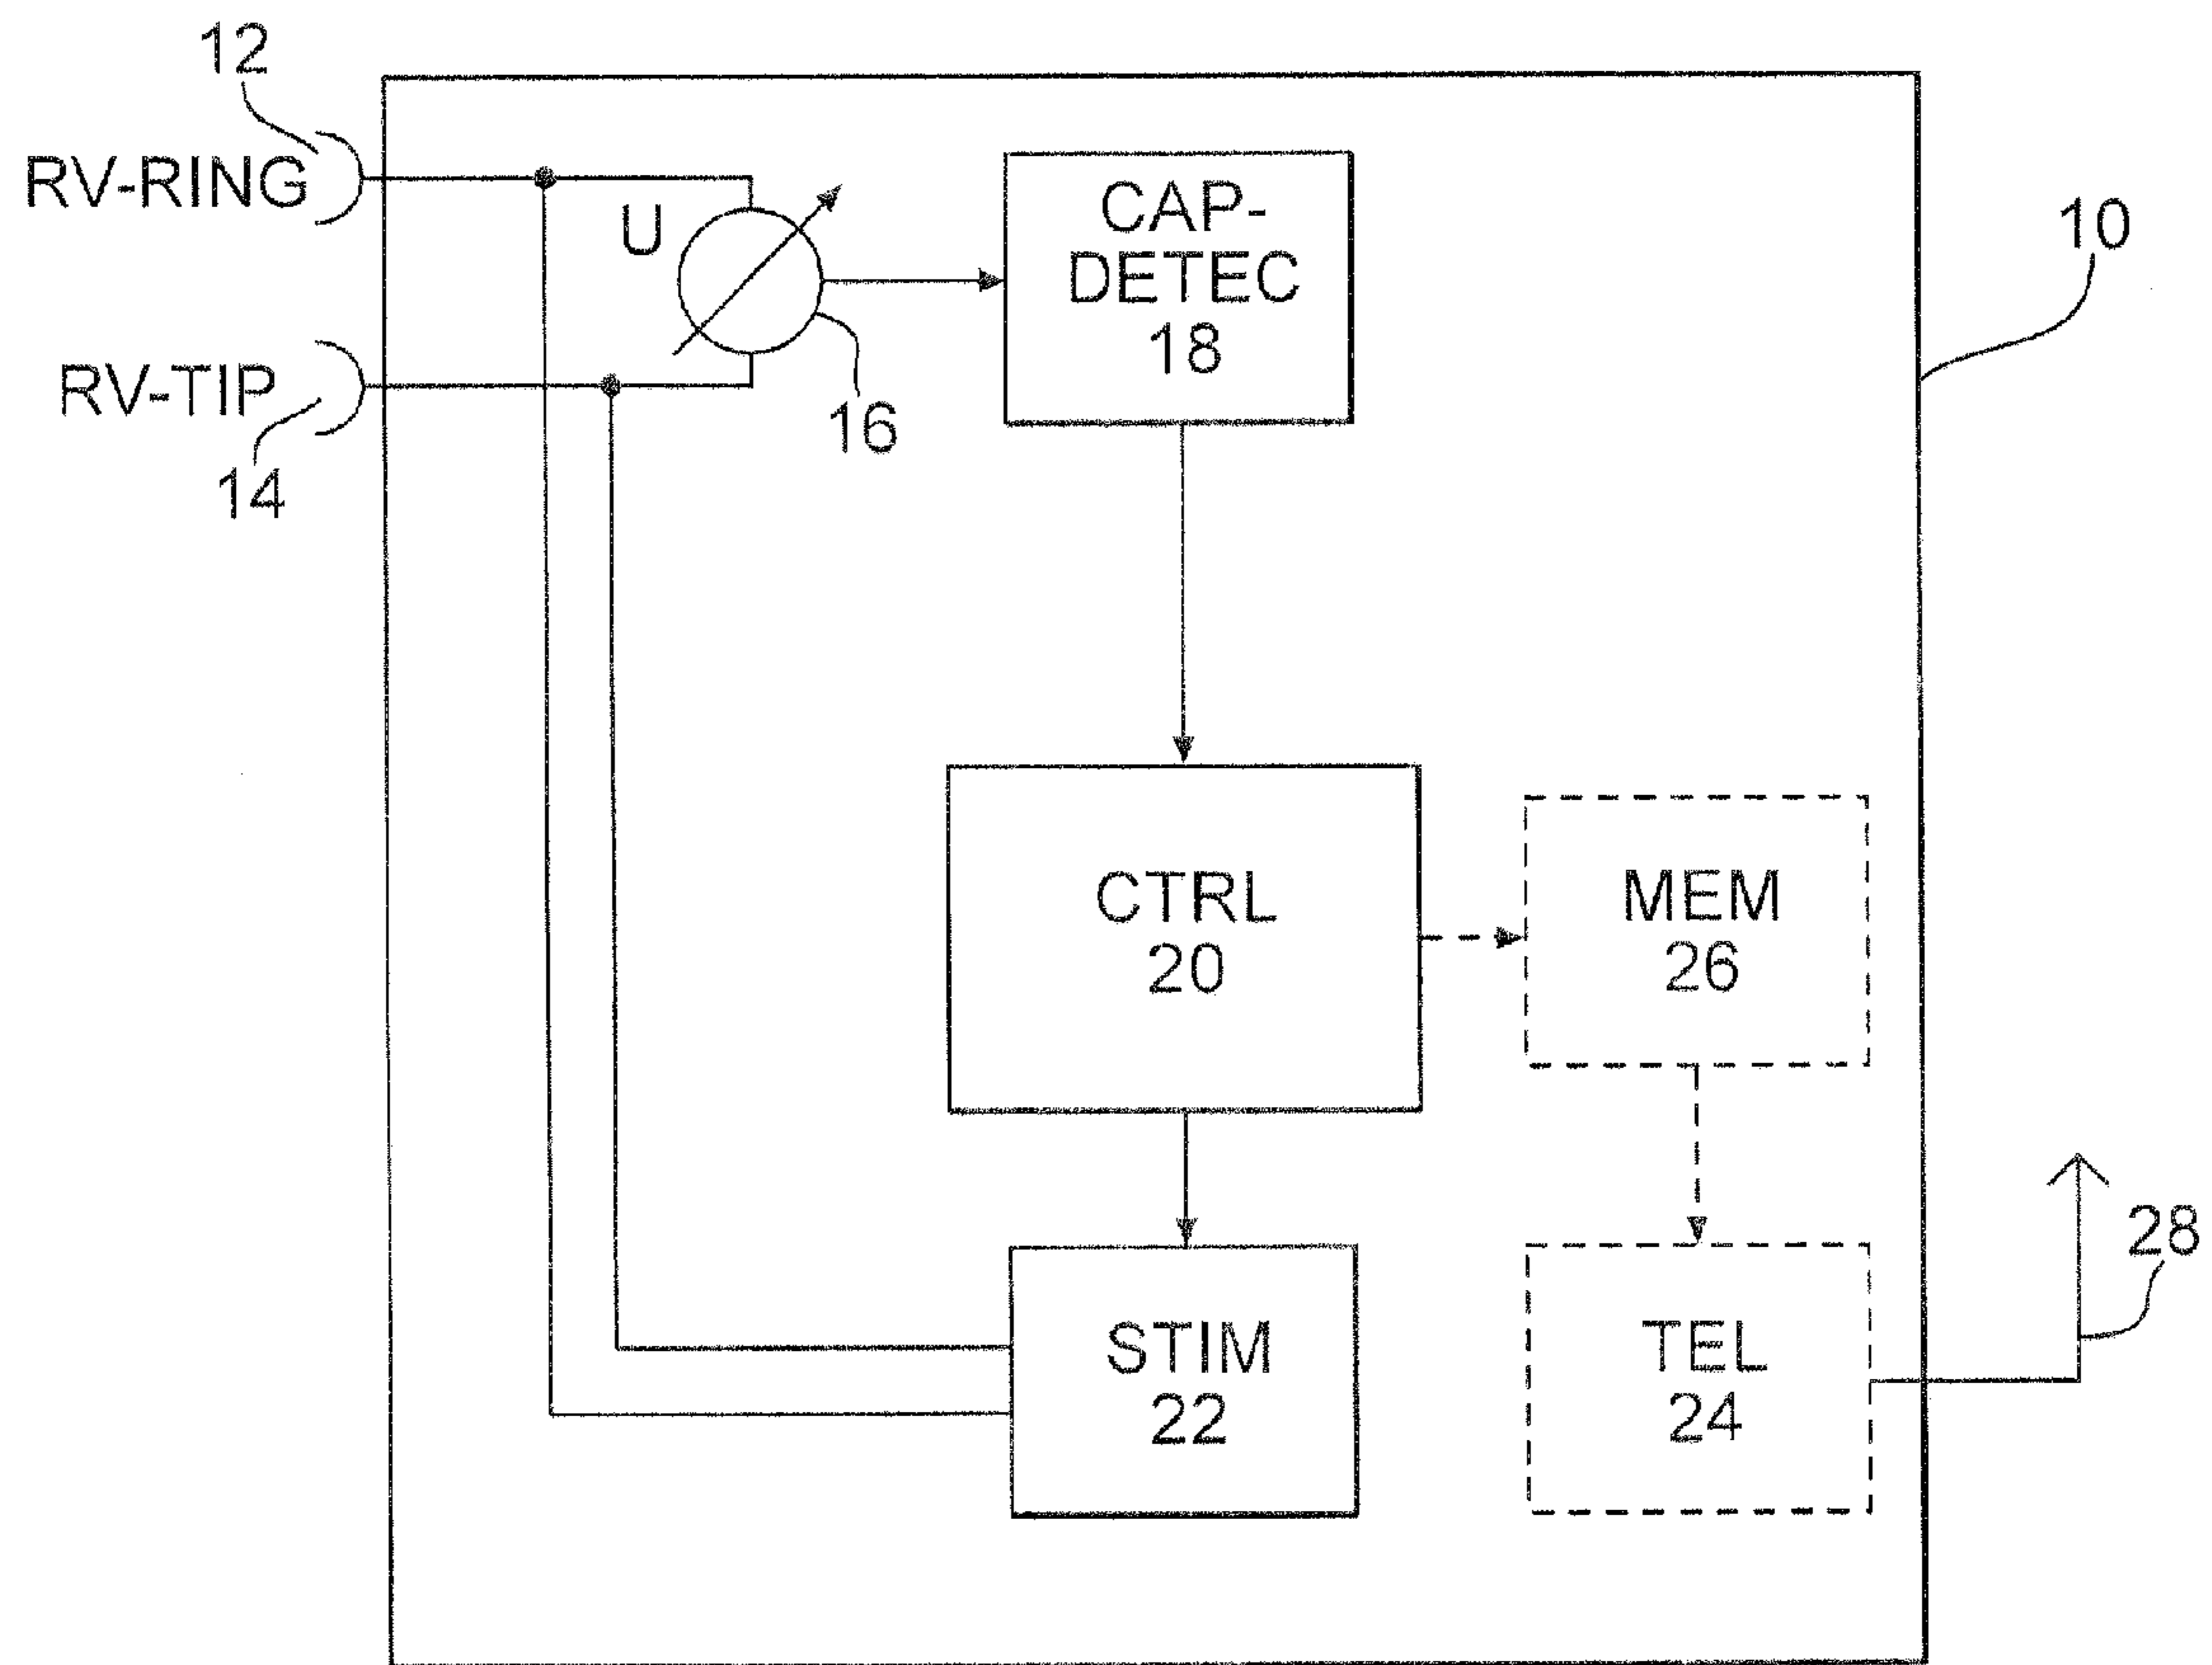 12
RV-RING
U
CAP-
DETEC
18
10
RV-TIP
16
14
CTRL
20
MEM
26
28
STIM
22
TEL
24